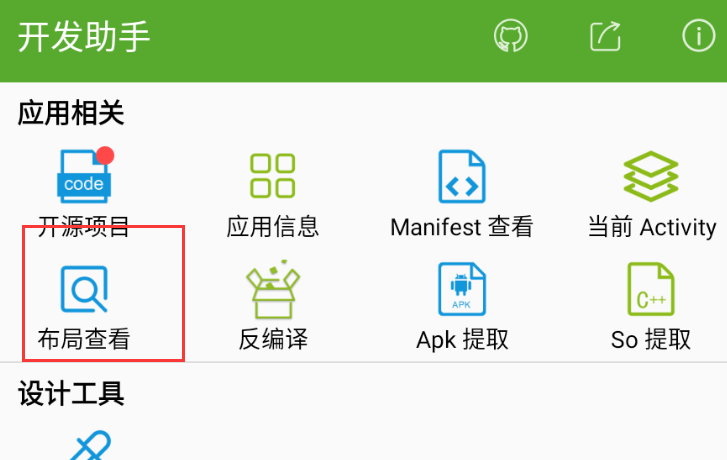 开发助手
应用相关
code
开源项目 应用信息 Manifest 查看 当前 Activity
APK C++
布局查看 反编译 Apk 提取 So 提取
设计工具